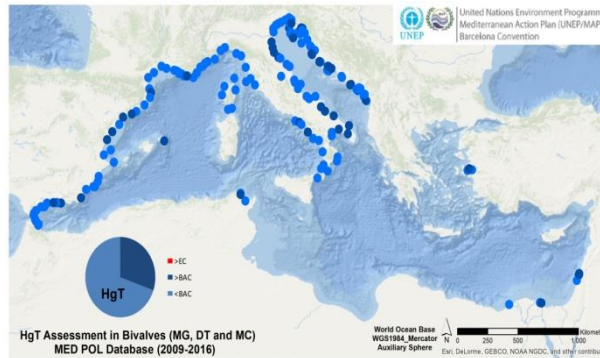 UNEP
United Nations Environment Programme
Mediterranean Action Plan (UNEP/MAP)
Barcelona Convention
HgT
>EC
>BAC
<BAC
HgT Assessment in Bivalves (MG, DT and MC)
MED POL Database (2009-2016)
World Ocean Base
WGS1984_Mercator
Auxiliary Sphere
0 250 500 1.000
Esri, DeLorme, GEBCO, NOAA NGDC, and other